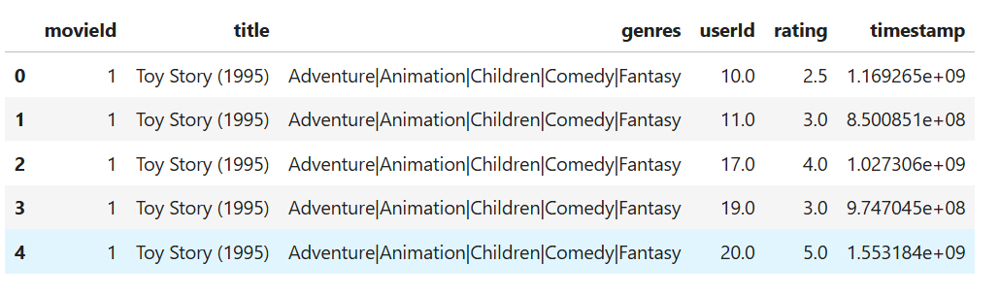 movieId title genres userId rating timestamp
0 1 Toy Story (1995) Adventure|Animation|Children|Comedy|Fantasy 10.0 2.5 1.169265e+09
1 1 Toy Story (1995) Adventure|Animation|Children|Comedy|Fantasy 11.0 3.0 8.500851e+08
2 1 Toy Story (1995) Adventure|Animation|Children|Comedy|Fantasy 17.0 4.0 1.027306e+09
3 1 Toy Story (1995) Adventure|Animation|Children|Comedy|Fantasy 19.0 3.0 9.747045e+08
4 1 Toy Story (1995) Adventure|Animation|Children|Comedy|Fantasy 20.0 5.0 1.553184e+09